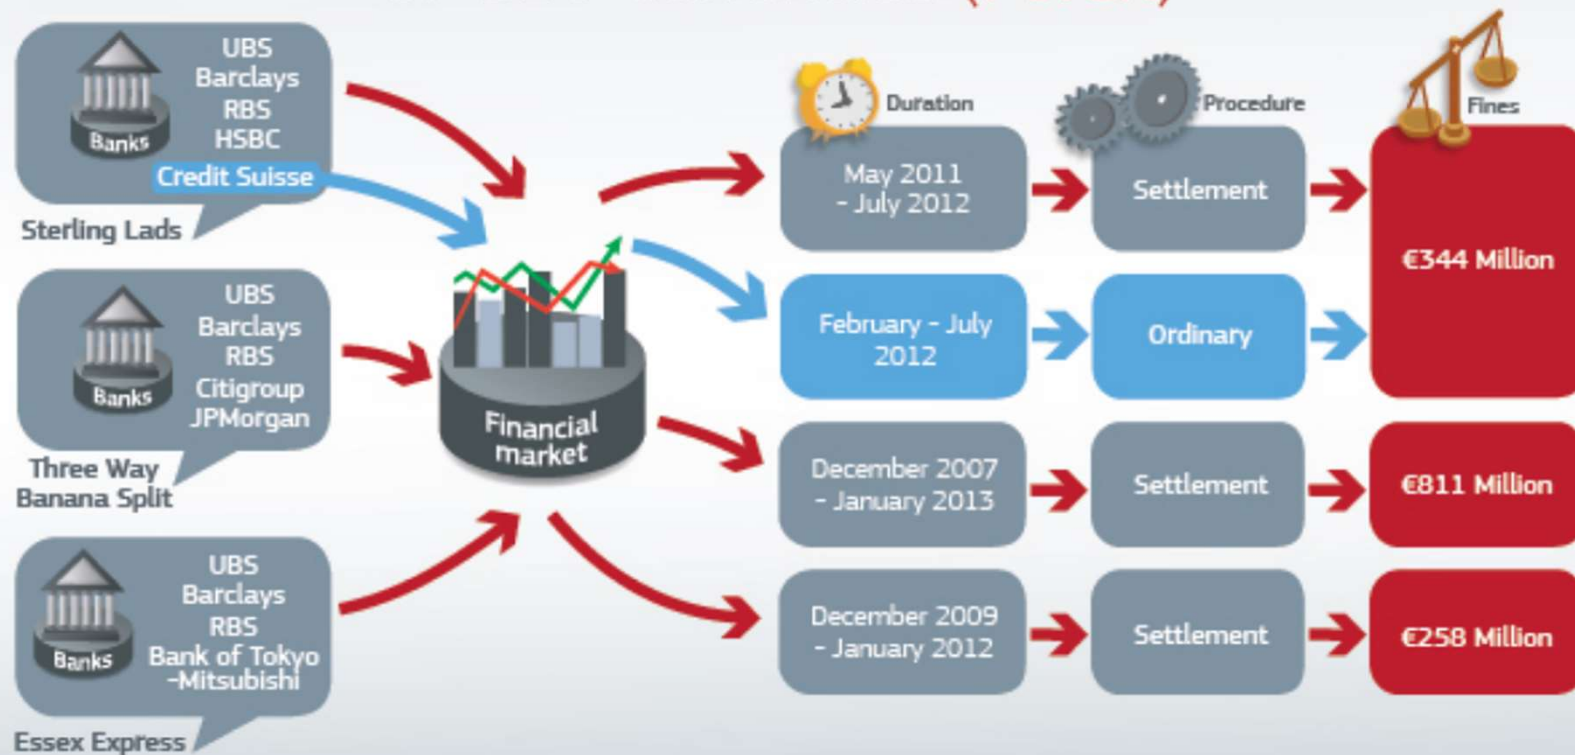 UBS
Barclays
RBS
HSBC
Credit Suisse
Banks
Sterling Lads
UBS
Barclays
RBS
Citigroup
JPMorgan
Banks
Three Way
Banana Split
UBS
Barclays
RBS
Bank of Tokyo
-Mitsubishi
Banks
Essex Express
Financial
market
Duration
Procedure
Fines
May 2011
- July 2012
Settlement
€344 Million
February - July
2012
Ordinary
December 2007
- January 2013
Settlement
€811 Million
December 2009
- January 2012
Settlement
€258 Million